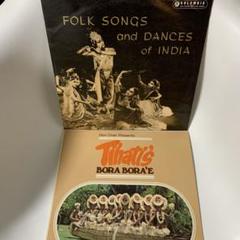 COLUMBIA
FOLK SONGS
and DANCES
of INDIA
Tihati's
BORA BORA'E